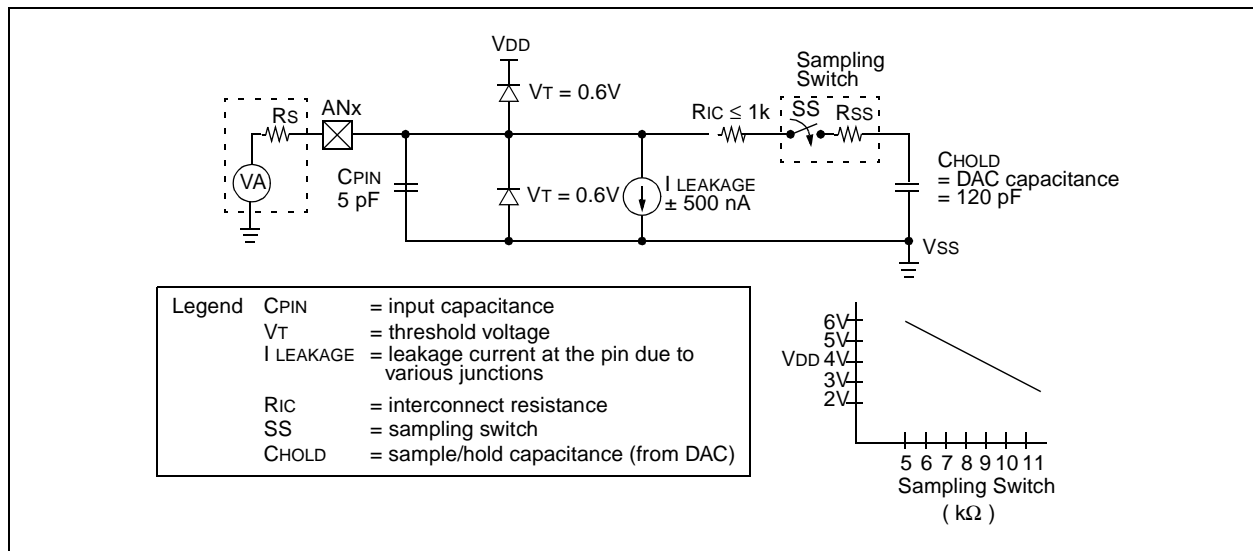 VDD
Sampling
Switch
VT = 0.6V
RS
ANx
RIC ≤ 1k
SS
RSS
VA
CPIN
5 pF
VT = 0.6V
I LEAKAGE
± 500 nA
CHOLD
= DAC capacitance
= 120 pF
VSS
Legend CPIN = input capacitance
VT = threshold voltage
I LEAKAGE = leakage current at the pin due to
various junctions
RIC = interconnect resistance
SS = sampling switch
CHOLD = sample/hold capacitance (from DAC)
6V
5V
VDD 4V
3V
2V
5 6 7 8 9 10 11
Sampling Switch
( kΩ )